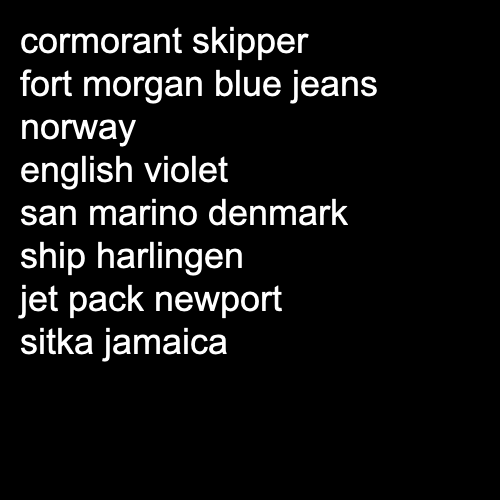 cormorant skipper
fort morgan blue jeans
norway
english violet
san marino denmark
ship harlingen
jet pack newport
sitka jamaica